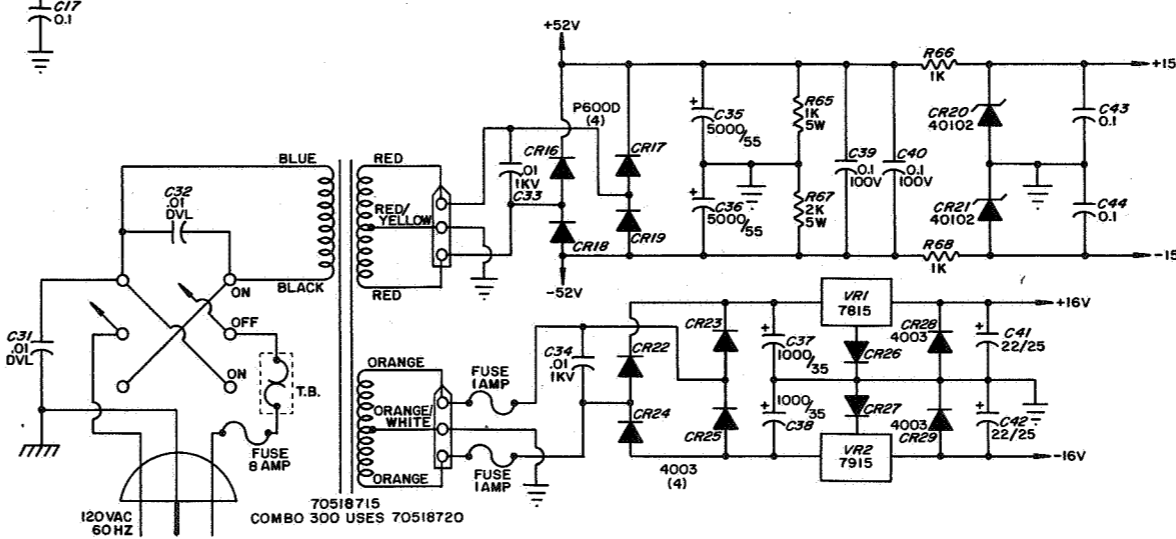 C17
0.1
+52V
R66
1K
+15
P600D
(4)
C35
5000/55
R65
1K
5W
CR20
40102
C43
0.1
BLUE
RED
CR16
CR17
C32
.01
DVL
.01
1KV
C33
C39
0.1
100V
C40
0.1
100V
RED/
YELLOW
C36
5000/55
R67
2K
5W
CR21
40102
C44
0.1
CR18
CR19
R68
1K
BLACK
RED
-52V
-15
ON
OFF
ON
C31
.01
DVL
T.B.
FUSE
8 AMP
120VAC
60HZ
VR1
7815
+16V
CR23
C37
1000/35
CR28
4003
C41
22/25
ORANGE
FUSE
1 AMP
C34
.01
1KV
CR22
CR26
ORANGE/
WHITE
CR24
CR25
1000/35
C38
CR27
4003
CR29
C42
22/25
ORANGE
FUSE
1 AMP
4003
(4)
VR2
7915
-16V
70518715
COMBO 300 USES 70518720